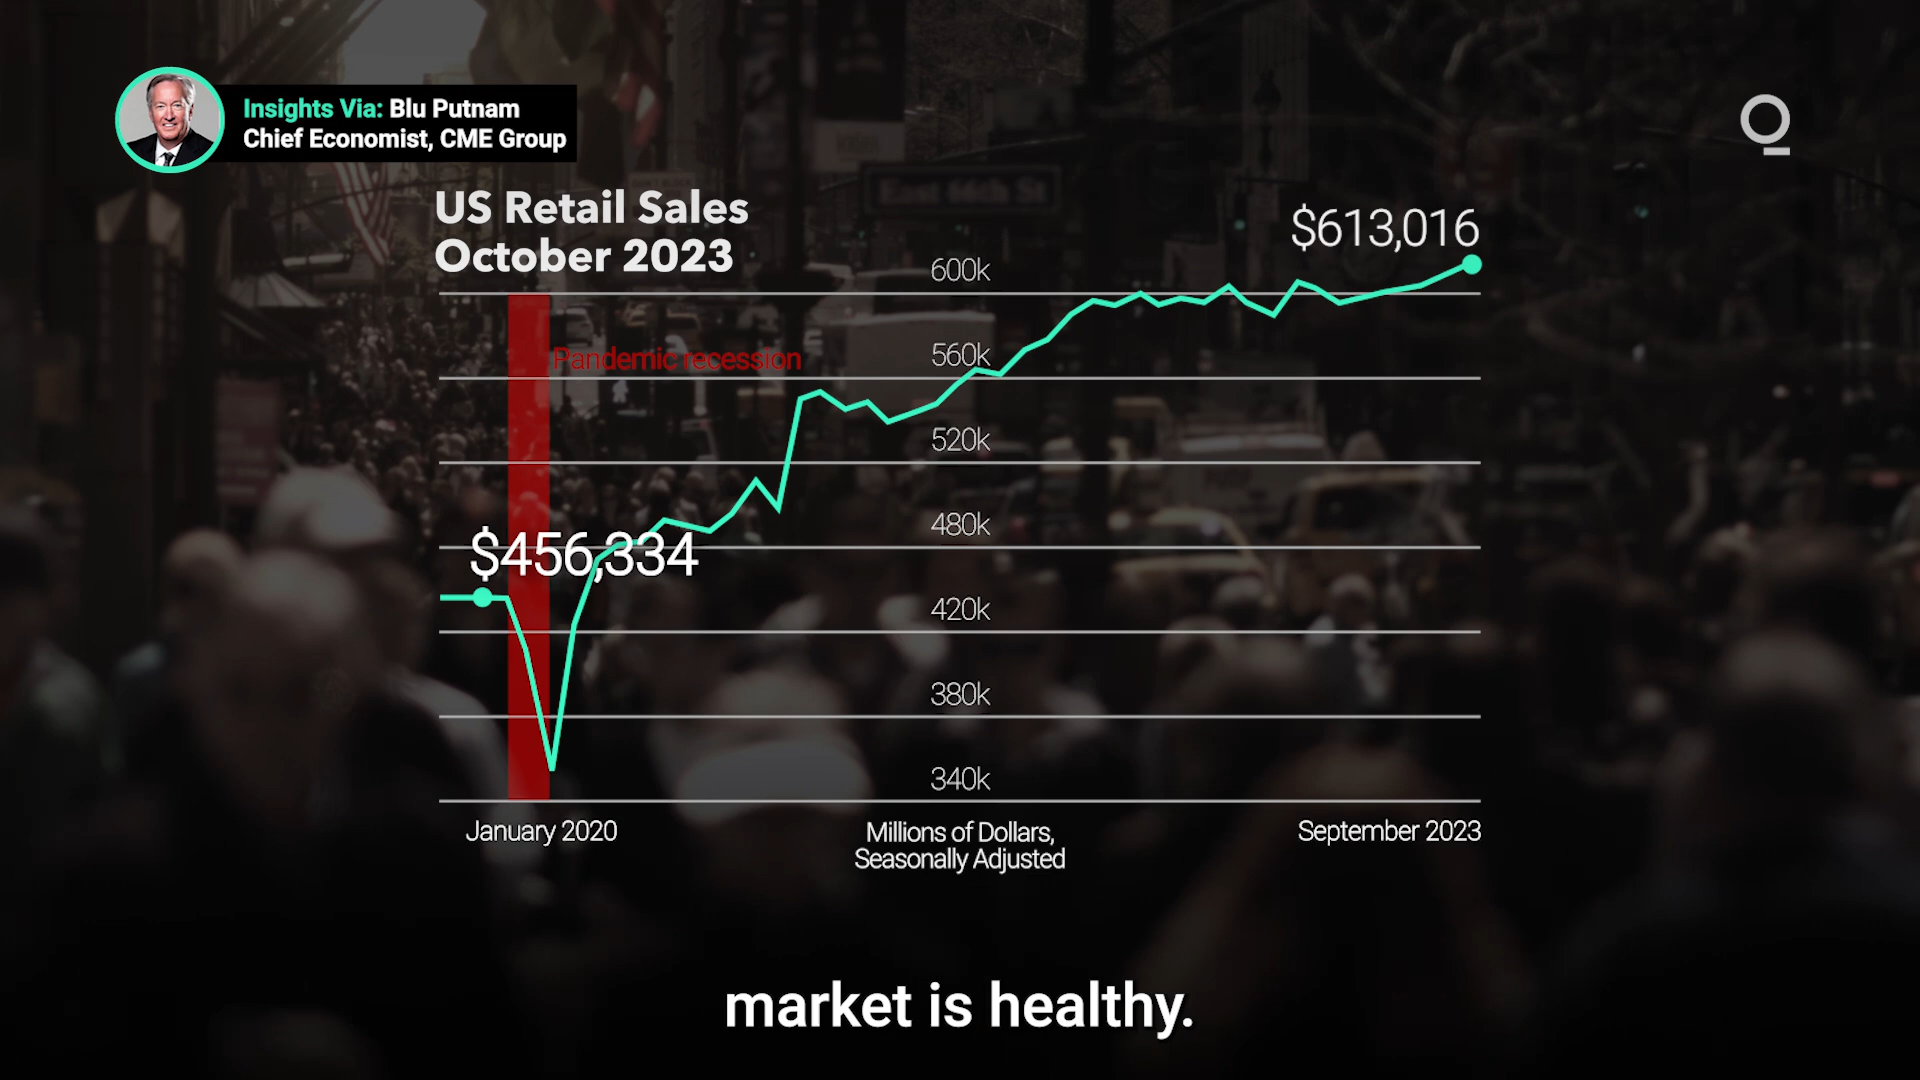 Insights Via: Blu Putnam
Chief Economist, CME Group
US Retail Sales
October 2023
$613,016
600k
Pandemic recession
560k
520k
480k
$456,334
420k
380k
340k
January 2020
Millions of Dollars,
Seasonally Adjusted
September 2023
market is healthy.